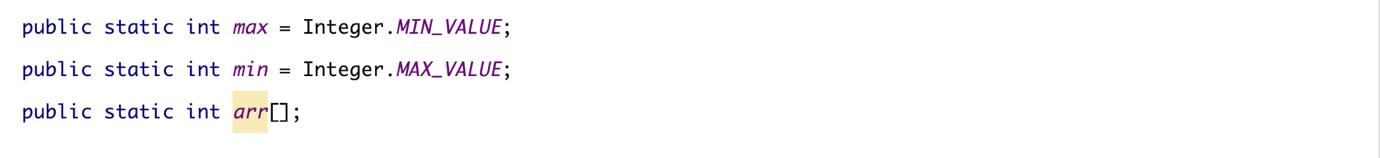 public static int max = Integer.MIN_VALUE;
public static int min = Integer.MAX_VALUE;
public static int arr[];